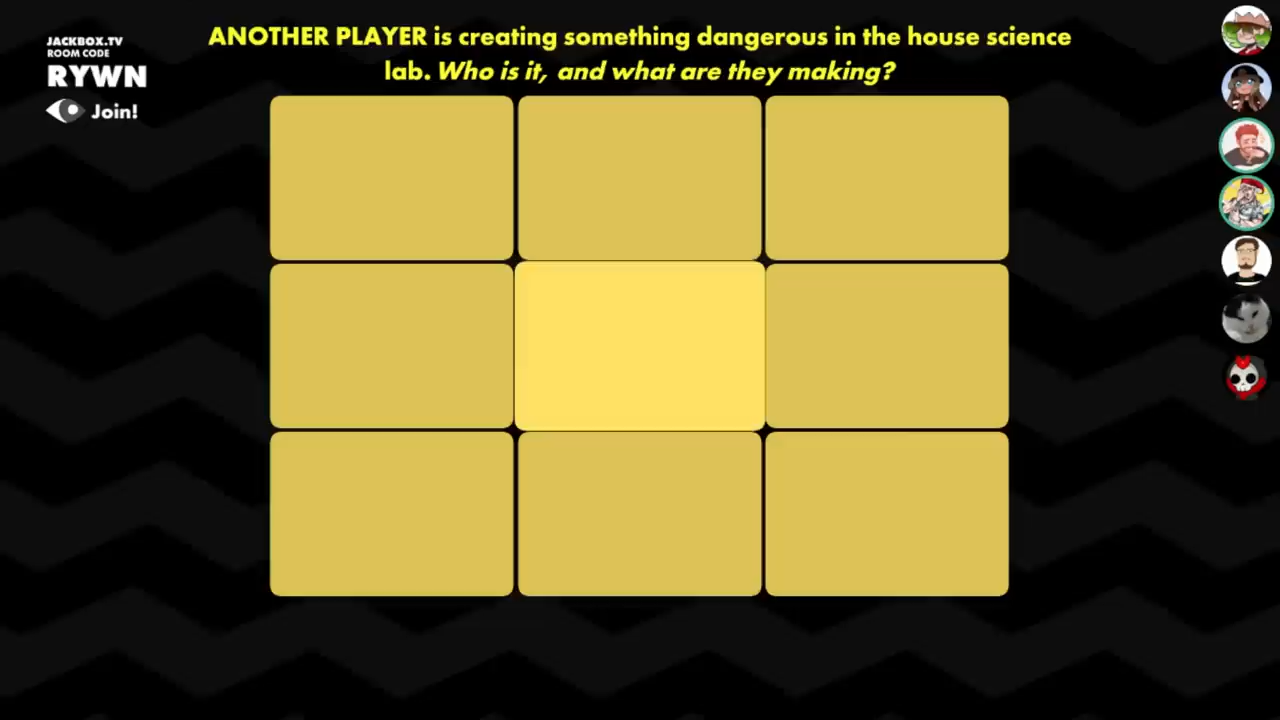 ANOTHER PLAYER is creating something dangerous in the house science
lab. Who is it, and what are they making?
JACKBOX.TV
ROOM CODE
RYWN
Join!